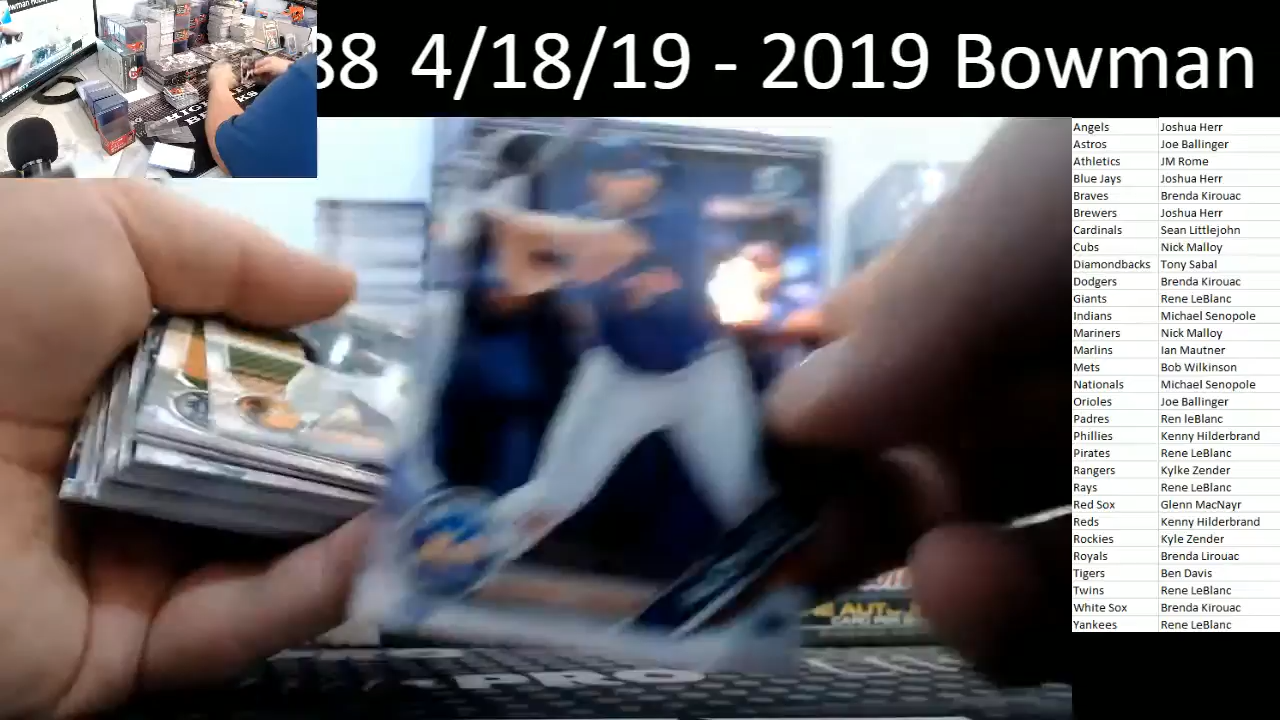 38 4/18/19 - 2019 Bowman
Angels Joshua Herr
Astros Joe Ballinger
Athletics JM Rome
Blue Jays Joshua Herr
Braves Brenda Kirouac
Brewers Joshua Herr
Cardinals Sean Littlejohn
Cubs Nick Malloy
Diamondbacks Tony Sabal
Dodgers Brenda Kirouac
Giants Rene LeBlanc
Indians Michael Senopole
Mariners Nick Malloy
Marlins Ian Mautner
Mets Bob Wilkinson
Nationals Michael Senopole
Orioles Joe Ballinger
Padres Ren leBlanc
Phillies Kenny Hilderbrand
Pirates Rene LeBlanc
Rangers Kylke Zender
Rays Rene LeBlanc
Red Sox Glenn MacNayr
Reds Kenny Hilderbrand
Rockies Kyle Zender
Royals Brenda Lirouac
Tigers Ben Davis
Twins Rene LeBlanc
White Sox Brenda Kirouac
Yankees Rene LeBlanc
AUTO
CARD PER
-PRO